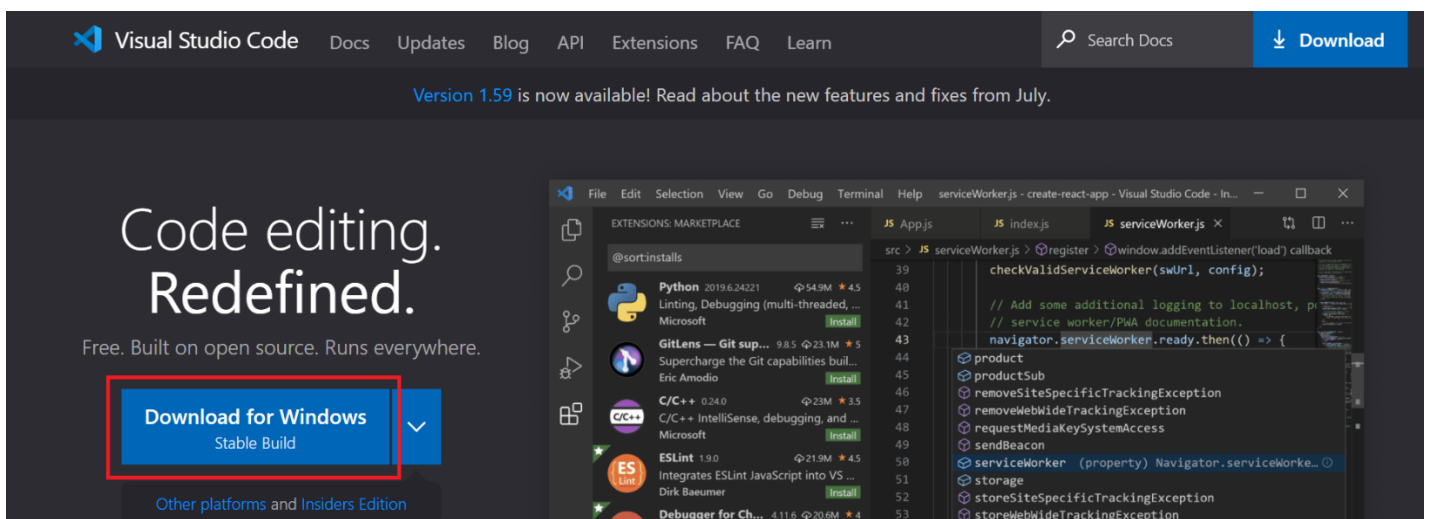 Visual Studio Code Docs Updates Blog API Extensions FAQ Learn Search Docs Download
Version 1.59 is now available! Read about the new features and fixes from July.
Code editing.
Redefined.
Free. Built on open source. Runs everywhere.
Download for Windows
Stable Build
Other platforms and Insiders Edition
File Edit Selection View Go Debug Terminal Help serviceWorker.js - create-react-app - Visual Studio Code - In...
EXTENSIONS: MARKETPLACE
@sort:installs
Python 2019.6.24221 54.9M ★ 4.5
Linting, Debugging (multi-threaded, ...
Microsoft Install
GitLens — Git sup... 9.8.5 23.1M ★ 5
Supercharge the Git capabilities buil...
Eric Amodio Install
C/C++ 0.24.0 23M ★ 3.5
C/C++ C/C++ IntelliSense, debugging, and ...
Microsoft Install
ESLint 1.9.0 21.9M ★ 4.5
ES Lint Integrates ESLint JavaScript into VS ...
Dirk Baeumer Install
Debugger for Ch... 4.11.6 20.6M ★ 4
JS App.js JS index.js JS serviceWorker.js ×
src > JS serviceWorker.js > register > window.addEventListener('load') callback
39 checkValidServiceWorker(swUrl, config);
40
41 // Add some additional logging to localhost, p
42 // service worker/PWA documentation.
43 navigator.serviceWorker.ready.then(() => {
44 product
45 productSub
46 removeSiteSpecificTrackingException
47 removeWebWideTrackingException
48 requestMediaKeySystemAccess
49 sendBeacon
50 serviceWorker (property) Navigator.serviceWorke...
51 storage
52 storeSiteSpecificTrackingException
53 storeWebWideTrackingException